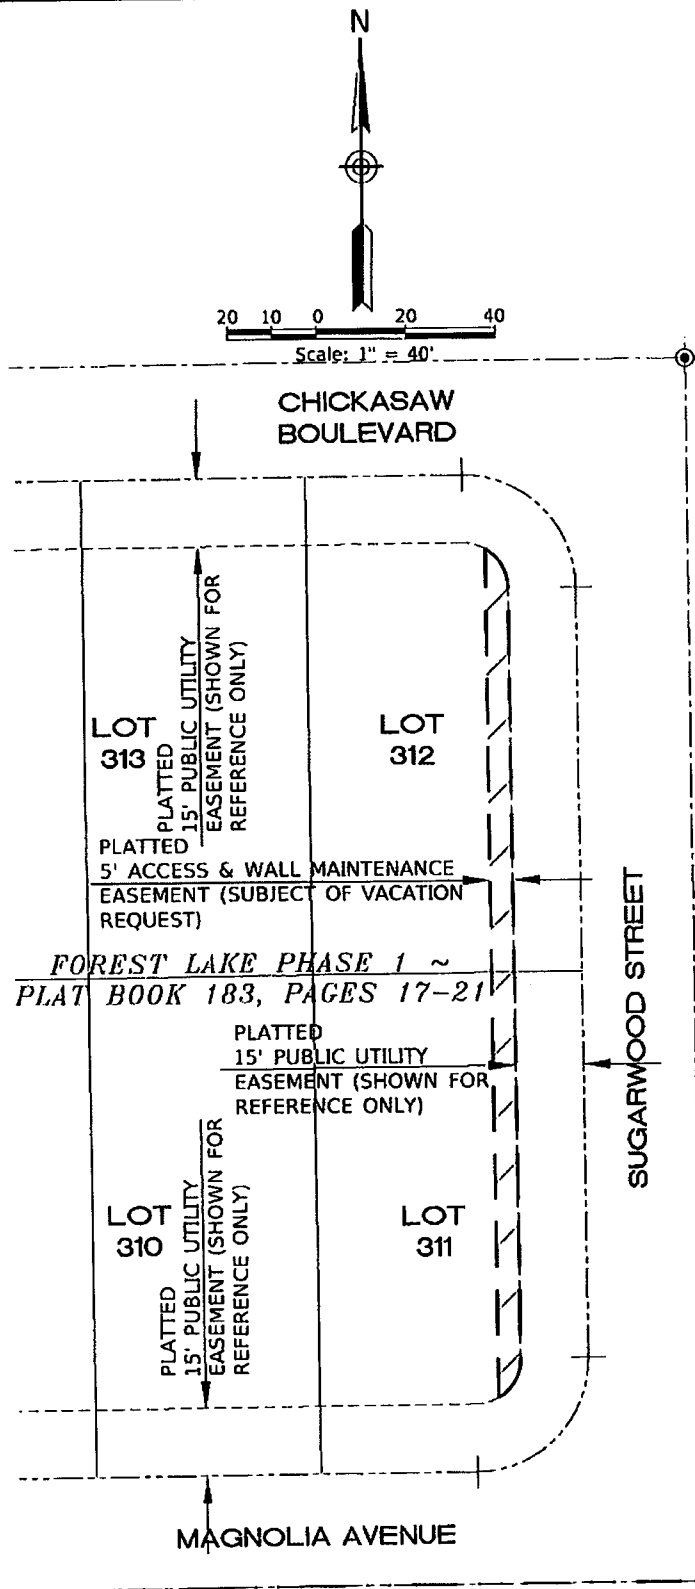 N
20 10 0 20 40
Scale: 1" = 40'
CHICKASAW
BOULEVARD
PLATTED
15' PUBLIC UTILITY
EASEMENT (SHOWN FOR
REFERENCE ONLY)
LOT
313
LOT
312
PLATTED
5' ACCESS & WALL MAINTENANCE
EASEMENT (SUBJECT OF VACATION
REQUEST)
FOREST LAKE PHASE 1 ~
PLAT BOOK 183, PAGES 17-21
SUGARWOOD STREET
PLATTED
15' PUBLIC UTILITY
EASEMENT (SHOWN FOR
REFERENCE ONLY)
LOT
310
PLATTED
15' PUBLIC UTILITY
EASEMENT (SHOWN FOR
REFERENCE ONLY)
LOT
311
MAGNOLIA AVENUE